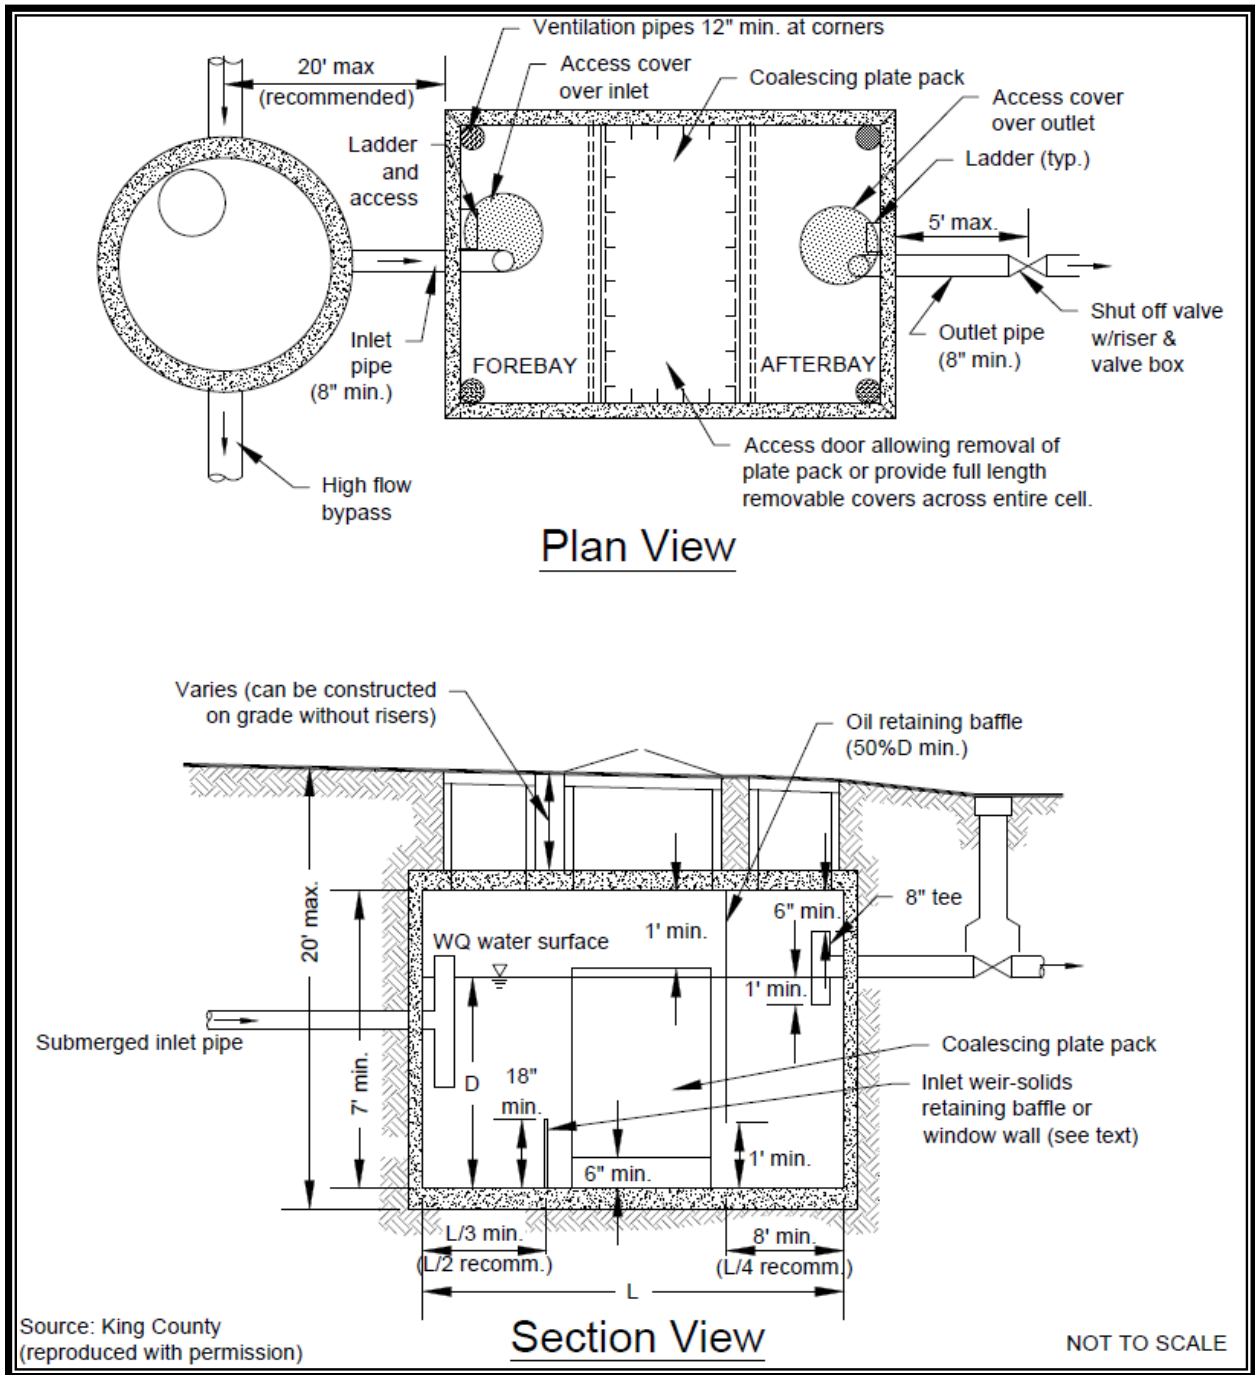 Ventilation pipes 12" min. at corners
20' max
(recommended)
Access cover
over inlet
Coalescing plate pack
Access cover
over outlet
Ladder
and
access
Ladder (typ.)
5' max.
Inlet
pipe
(8" min.)
FOREBAY
AFTERBAY
Outlet pipe
(8" min.)
Shut off valve
w/riser &
valve box
High flow
bypass
Access door allowing removal of
plate pack or provide full length
removable covers across entire cell.
Plan View
Varies (can be constructed
on grade without risers)
Oil retaining baffle
(50%D min.)
20' max.
7' min.
WQ water surface
1' min.
6" min.
8" tee
1' min.
Submerged inlet pipe
D
18"
min.
Coalescing plate pack
Inlet weir-solids
retaining baffle or
window wall (see text)
6" min.
1' min.
L/3 min.
(L/2 recomm.)
8' min.
(L/4 recomm.)
L
Source: King County
(reproduced with permission)
Section View
NOT TO SCALE